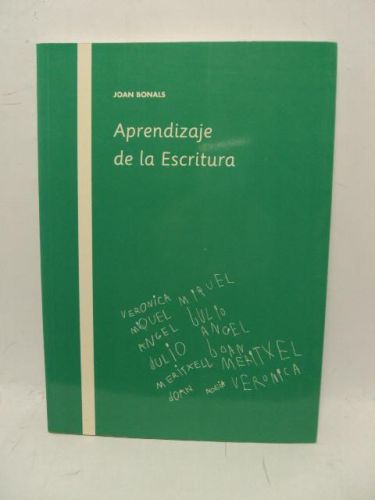 JOAN BONALS
Aprendizaje
de la Escritura
VERONICA MIQUEL
MIQUEL JULIO
ANGEL ANGEL
JULIO JOAN
MERITXELL MERITXEL
JOAN VERONICA